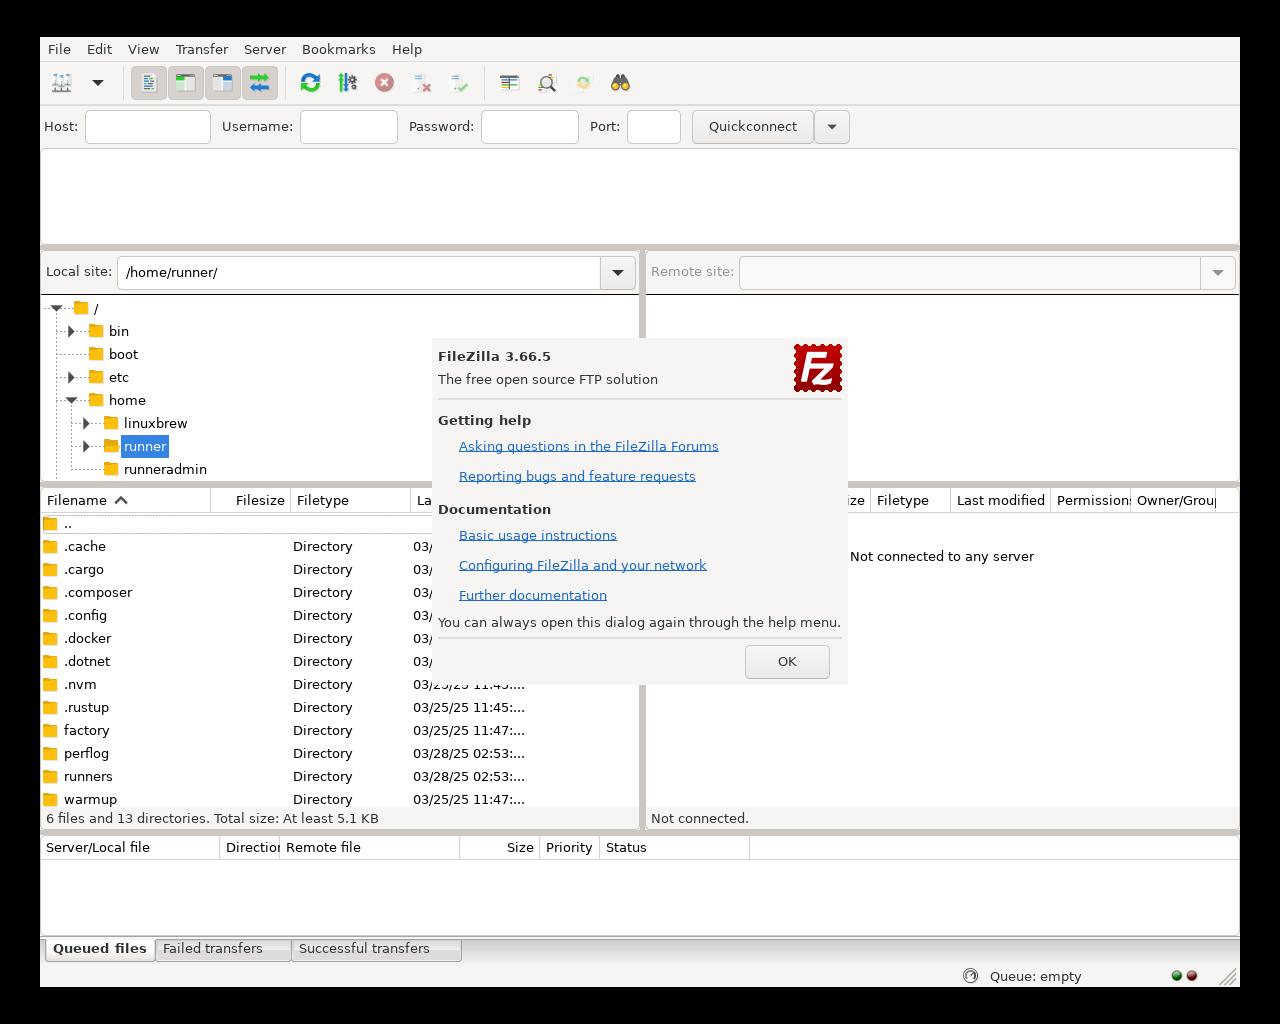 File Edit View Transfer Server Bookmarks Help
Host: Username: Password: Port: Quickconnect
Local site: /home/runner/ Remote site:
/
bin
boot
etc
home
linuxbrew
runner
runneradmin
FileZilla 3.66.5
The free open source FTP solution
Getting help
Asking questions in the FileZilla Forums
Reporting bugs and feature requests
Documentation
Basic usage instructions
Configuring FileZilla and your network
Further documentation
You can always open this dialog again through the help menu.
OK
Filename Filesize Filetype
..
.cache Directory 03/
.cargo Directory 03/
.composer Directory 03/
.config Directory 03/
.docker Directory 03/
.dotnet Directory 03/
.nvm Directory 03/25/25 11:45:...
.rustup Directory 03/25/25 11:45:...
factory Directory 03/25/25 11:47:...
perflog Directory 03/28/25 02:53:...
runners Directory 03/28/25 02:53:...
warmup Directory 03/25/25 11:47:...
6 files and 13 directories. Total size: At least 5.1 KB
Filetype Last modified Permissions Owner/Group
Not connected to any server
Not connected.
Server/Local file Direction Remote file Size Priority Status
Queued files Failed transfers Successful transfers
Queue: empty